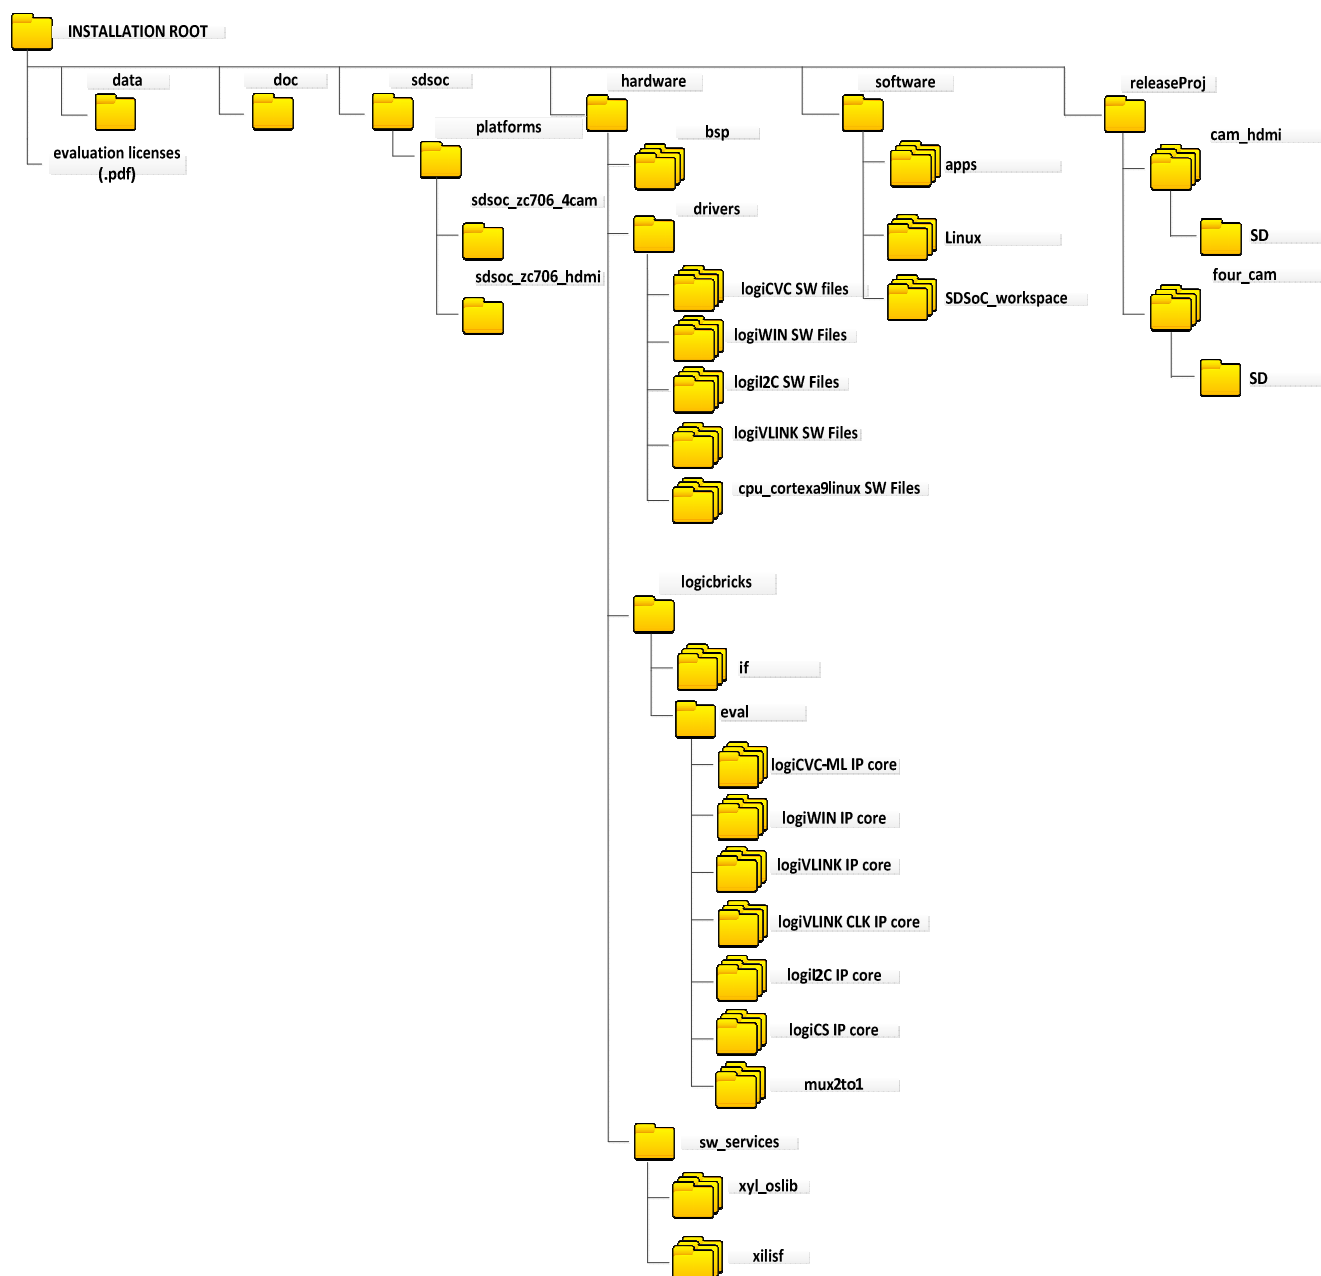 INSTALLATION ROOT
data
doc
sdsoc
hardware
software
releaseProj
evaluation licenses
(.pdf)
platforms
sdsoc_zc706_4cam
sdsoc_zc706_hdmi
bsp
drivers
logiCVC SW files
logiWIN SW Files
logiI2C SW Files
logiVLINK SW Files
cpu_cortexa9linux SW Files
logicbricks
if
eval
logiCVC-ML IP core
logiWIN IP core
logiVLINK IP core
logiVLINK CLK IP core
logiI2C IP core
logiCS IP core
mux2to1
sw_services
xyl_oslib
xilisf
apps
Linux
SDSoC_workspace
cam_hdmi
SD
four_cam
SD